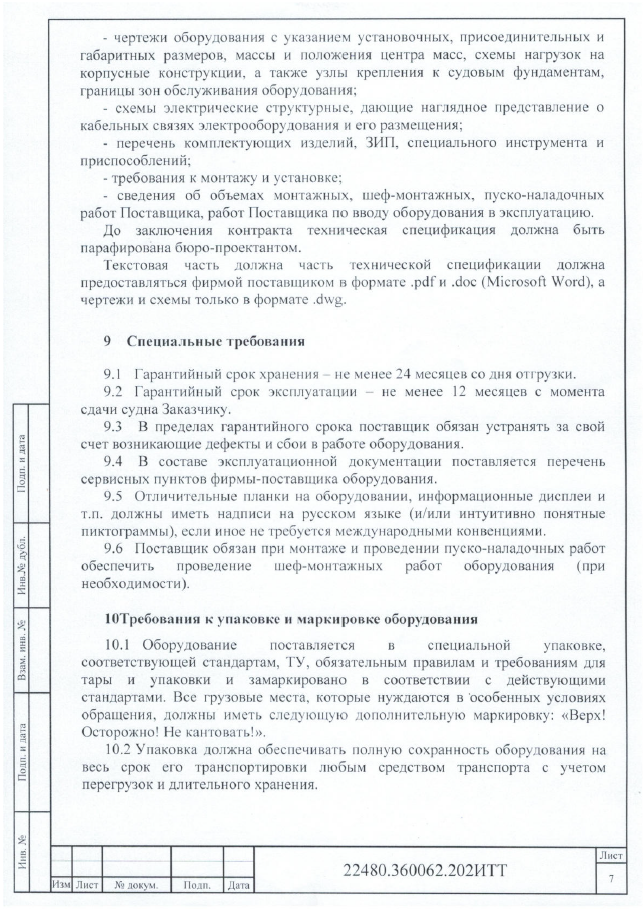 - чертежи оборудования с указанием установочных, присоединительных и
габаритных размеров, массы и положения центра масс, схемы нагрузок на
корпусные конструкции, а также узлы крепления к судовым фундаментам,
границы зон обслуживания оборудования;
- схемы электрические структурные, дающие наглядное представление о
кабельных связях электрооборудования и его размещения;
- перечень комплектующих изделий, ЗИП, специального инструмента и
приспособлений;
- требования к монтажу и установке;
- сведения об объемах монтажных, шеф-монтажных, пуско-наладочных
работ Поставщика, работ Поставщика по вводу оборудования в эксплуатацию.
До заключения контракта техническая спецификация должна быть
парафирована бюро-проектантом.
Текстовая часть должна часть технической спецификации должна
предоставляться фирмой поставщиком в формате .pdf и .doc (Microsoft Word), а
чертежи и схемы только в формате .dwg.
9 Специальные требования
9.1 Гарантийный срок хранения – не менее 24 месяцев со дня отгрузки.
9.2 Гарантийный срок эксплуатации – не менее 12 месяцев с момента
сдачи судна Заказчику.
9.3 В пределах гарантийного срока поставщик обязан устранять за свой
счет возникающие дефекты и сбои в работе оборудования.
9.4 В составе эксплуатационной документации поставляется перечень
сервисных пунктов фирмы-поставщика оборудования.
9.5 Отличительные планки на оборудовании, информационные дисплеи и
т.п. должны иметь надписи на русском языке (и/или интуитивно понятные
пиктограммы), если иное не требуется международными конвенциями.
9.6 Поставщик обязан при монтаже и проведении пуско-наладочных работ
обеспечить проведение шеф-монтажных работ оборудования (при
необходимости).
10Требования к упаковке и маркировке оборудования
10.1 Оборудование поставляется в специальной упаковке,
соответствующей стандартам, ТУ, обязательным правилам и требованиям для
тары и упаковки и замаркировано в соответствии с действующими
стандартами. Все грузовые места, которые нуждаются в особенных условиях
обращения, должны иметь следующую дополнительную маркировку: «Верх!
Осторожно! Не кантовать!».
10.2 Упаковка должна обеспечивать полную сохранность оборудования на
весь срок его транспортировки любым средством транспорта с учетом
перегрузок и длительного хранения.
Подп. и дата
Инв.№ дубл.
Взам. инв. №
Подп. и дата
Инв. №
Изм Лист № докум. Подп. Дата
22480.360062.202ИТТ
Лист
7